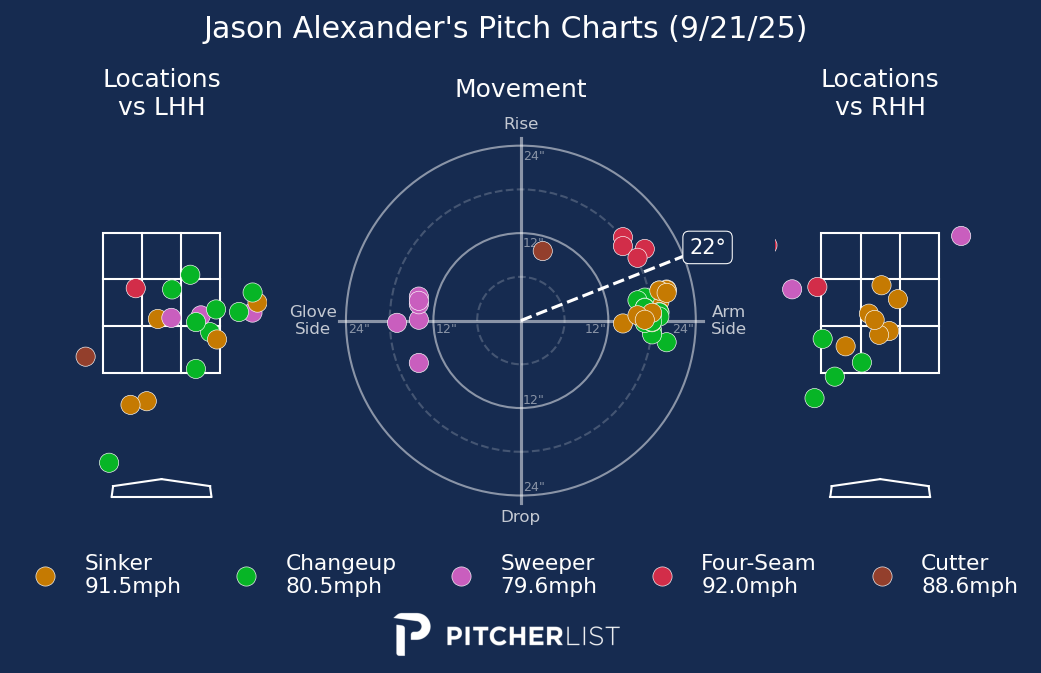 Jason Alexander's Pitch Charts (9/21/25)
Locations
vs LHH
Movement
Locations
vs RHH
Rise
24"
12"
22°
Glove
Side
24"
12"
12"
24"
Arm
Side
12"
24"
Drop
Sinker
91.5mph
Changeup
80.5mph
Sweeper
79.6mph
Four-Seam
92.0mph
Cutter
88.6mph
PITCHERLIST